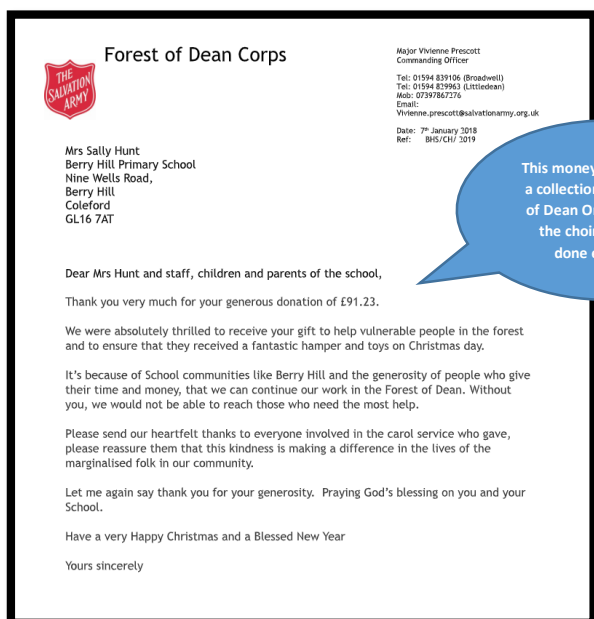 Forest of Dean Corps
THE
SALVATION
ARMY
Major Vivienne Prescott
Commanding Officer
Tel: 01594 839106 (Broadwell)
Tel: 01594 829963 (Littledean)
Mob: 07397867276
Email:
Vivienne.prescott@salvationarmy.org.uk
Date: 7th January 2018
Ref: BHS/CH/ 2019
Mrs Sally Hunt
Berry Hill Primary School
Nine Wells Road,
Berry Hill
Coleford
GL16 7AT
This money
a collection
of Dean
the choir
done
Dear Mrs Hunt and staff, children and parents of the school,
Thank you very much for your generous donation of £91.23.
We were absolutely thrilled to receive your gift to help vulnerable people in the forest
and to ensure that they received a fantastic hamper and toys on Christmas day.
It's because of School communities like Berry Hill and the generosity of people who give
their time and money, that we can continue our work in the Forest of Dean. Without
you, we would not be able to reach those who need the most help.
Please send our heartfelt thanks to everyone involved in the carol service who gave,
please reassure them that this kindness is making a difference in the lives of the
marginalised folk in our community.
Let me again say thank you for your generosity. Praying God's blessing on you and your
School.
Have a very Happy Christmas and a Blessed New Year
Yours sincerely